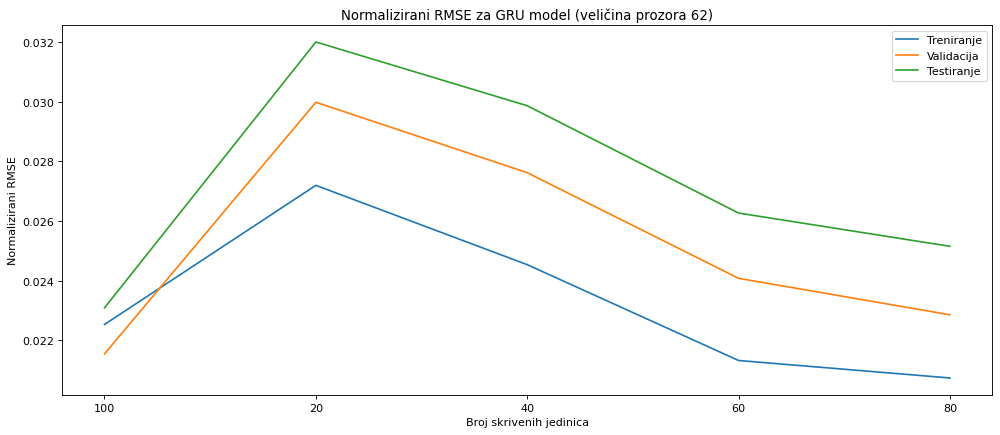 Normalizirani RMSE za GRU model (veličina prozora 62)
Treniranje
Validacija
Testiranje
Normalizirani RMSE
0.032
0.030
0.028
0.026
0.024
0.022
100 20 40 60 80
Broj skrivenih jedinica